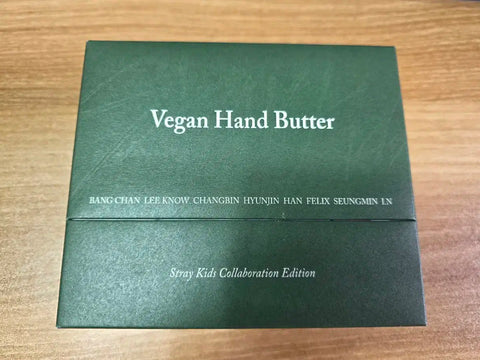 Vegan Hand Butter
BANG CHAN LEE KNOW CHANGBIN HYUNJIN HAN FELIX SEUNGMIN I.N
Stray Kids Collaboration Edition